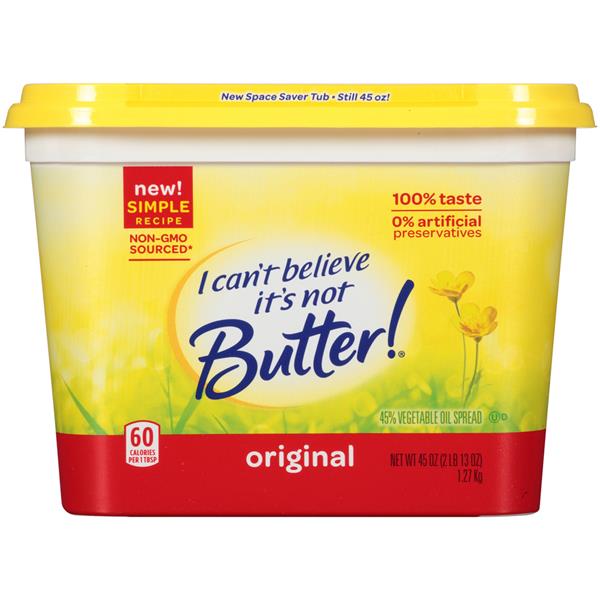 New Space Saver Tub • Still 45 oz!
new!
SIMPLE
RECIPE
NON-GMO
SOURCED*
100% taste
0% artificial
preservatives
I can't believe
it's not
Butter!®
45% VEGETABLE OIL SPREAD Ⓤ D
60
CALORIES
PER 1 TBSP
original
NET WT 45 OZ (2 LB 13 OZ)
1.27 Kg